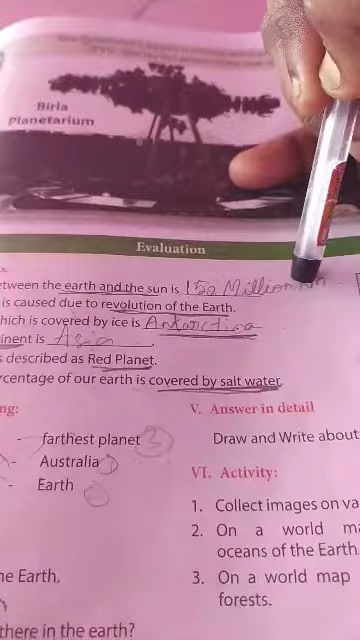 Birla
Planetarium
Evaluation
s.
etween the earth and the sun is 152 Million km
is caused due to revolution of the Earth.
hich is covered by ice is Antarctica
inent is Asia.
s described as Red Planet.
rcentage of our earth is covered by salt water.
ng:
V. Answer in detail
farthest planet 3
Draw and Write about
Australia
VI. Activity:
Earth
1. Collect images on va
2. On a world ma
oceans of the Earth
he Earth.
3. On a world map
forests.
there in the earth?